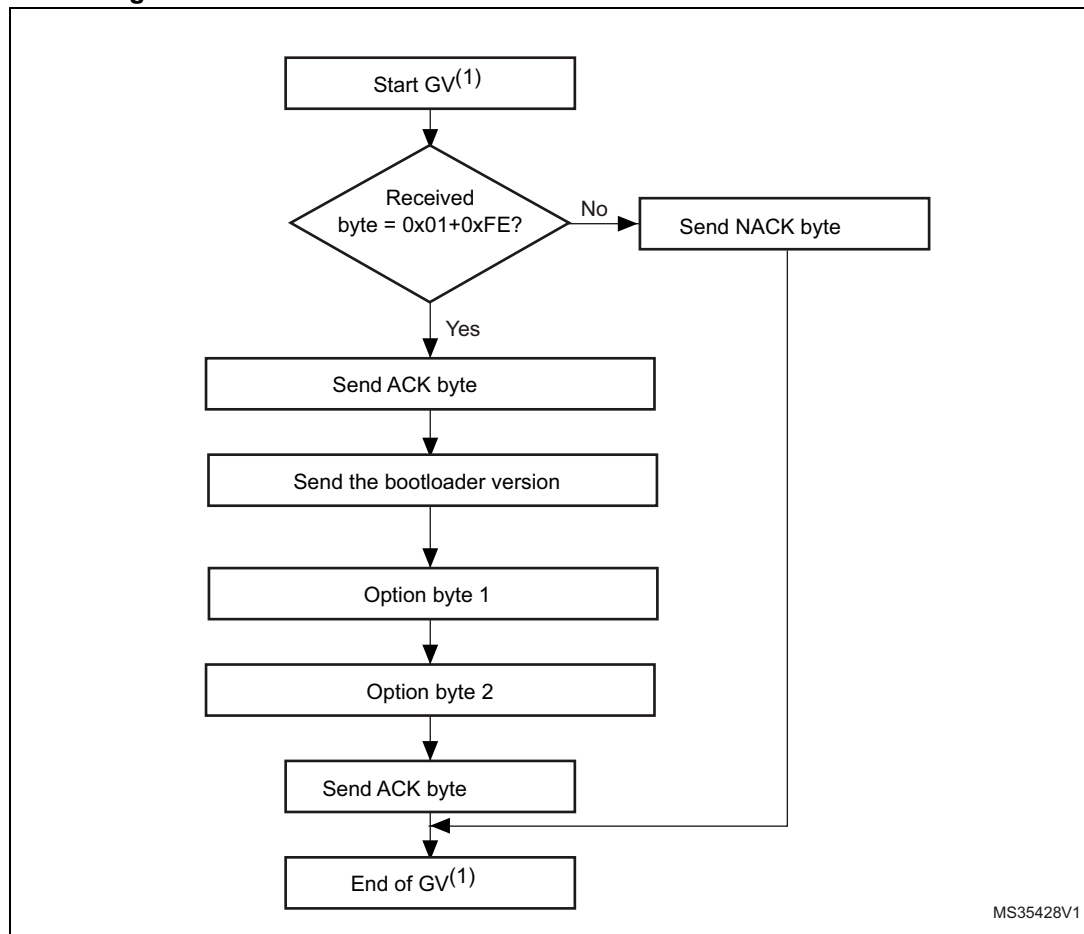 Start GV(1)
Received
byte = 0x01+0xFE?
No
Send NACK byte
Yes
Send ACK byte
Send the bootloader version
Option byte 1
Option byte 2
Send ACK byte
End of GV(1)
MS35428V1